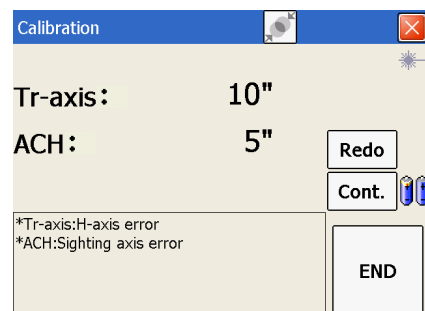 Calibration
Tr-axis: 10"
ACH: 5"
Redo
Cont.
*Tr-axis:H-axis error
*ACH:Sighting axis error
END